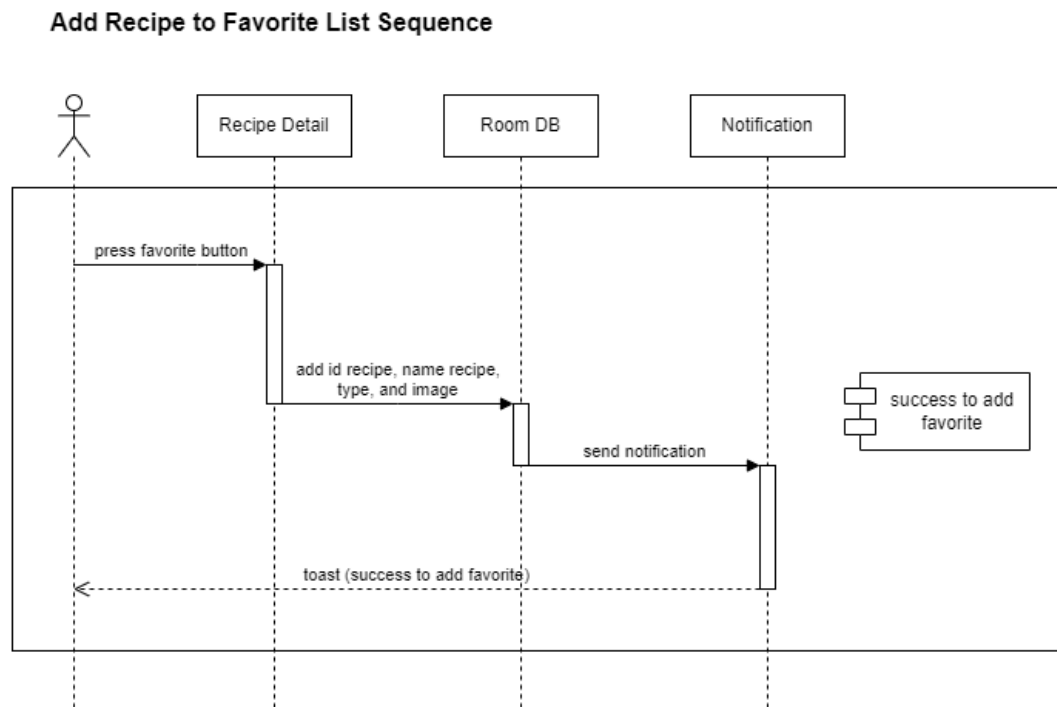 Add Recipe to Favorite List Sequence
Recipe Detail
Room DB
Notification
press favorite button
add id recipe, name recipe,
type, and image
success to add
favorite
send notification
toast (success to add favorite)